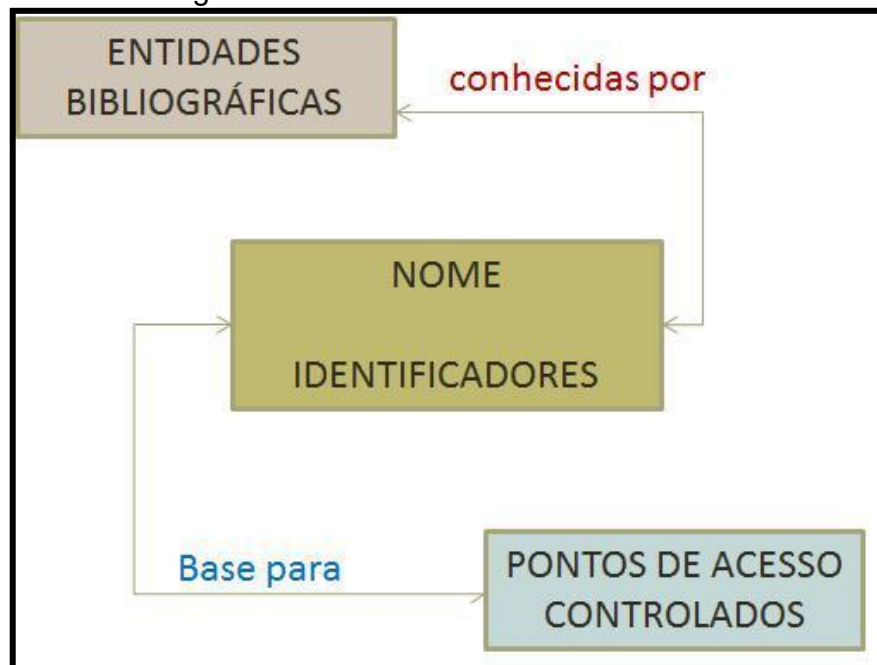 ENTIDADES
BIBLIOGRÁFICAS
conhecidas por
NOME
IDENTIFICADORES
Base para
PONTOS DE ACESSO
CONTROLADOS